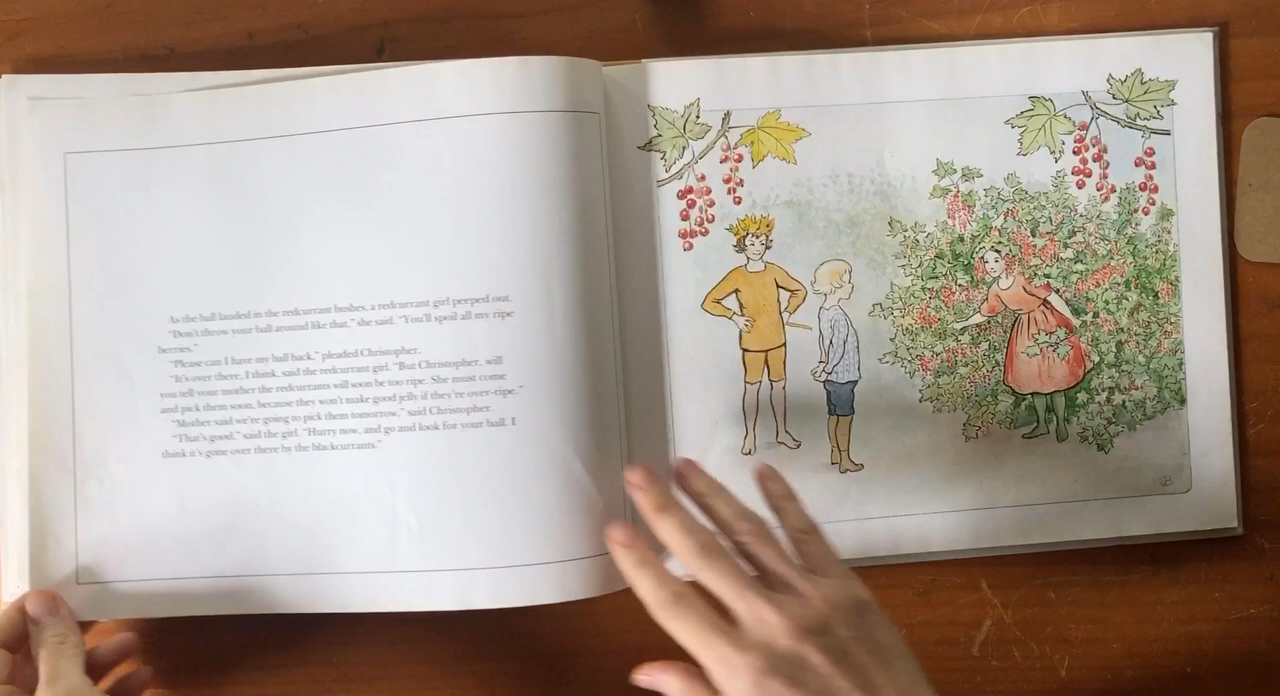 As the ball landed in the redcurrant bushes, a redcurrant girl peeped out.
"Don't throw your ball around like that," she said. "You'll spoil all my ripe
berries."
"Please can I have my ball back," pleaded Christopher.
"It's over there, I think, said the redcurrant girl. "But Christopher, will
you tell your mother the redcurrants will soon be too ripe. She must come
and pick them soon, because they won't make good jelly if they're over-ripe."
"Mother said we're going to pick them tomorrow," said Christopher.
"That's good," said the girl. "Hurry now, and go and look for your ball. I
think it's gone over there by the blackcurrants."
EB